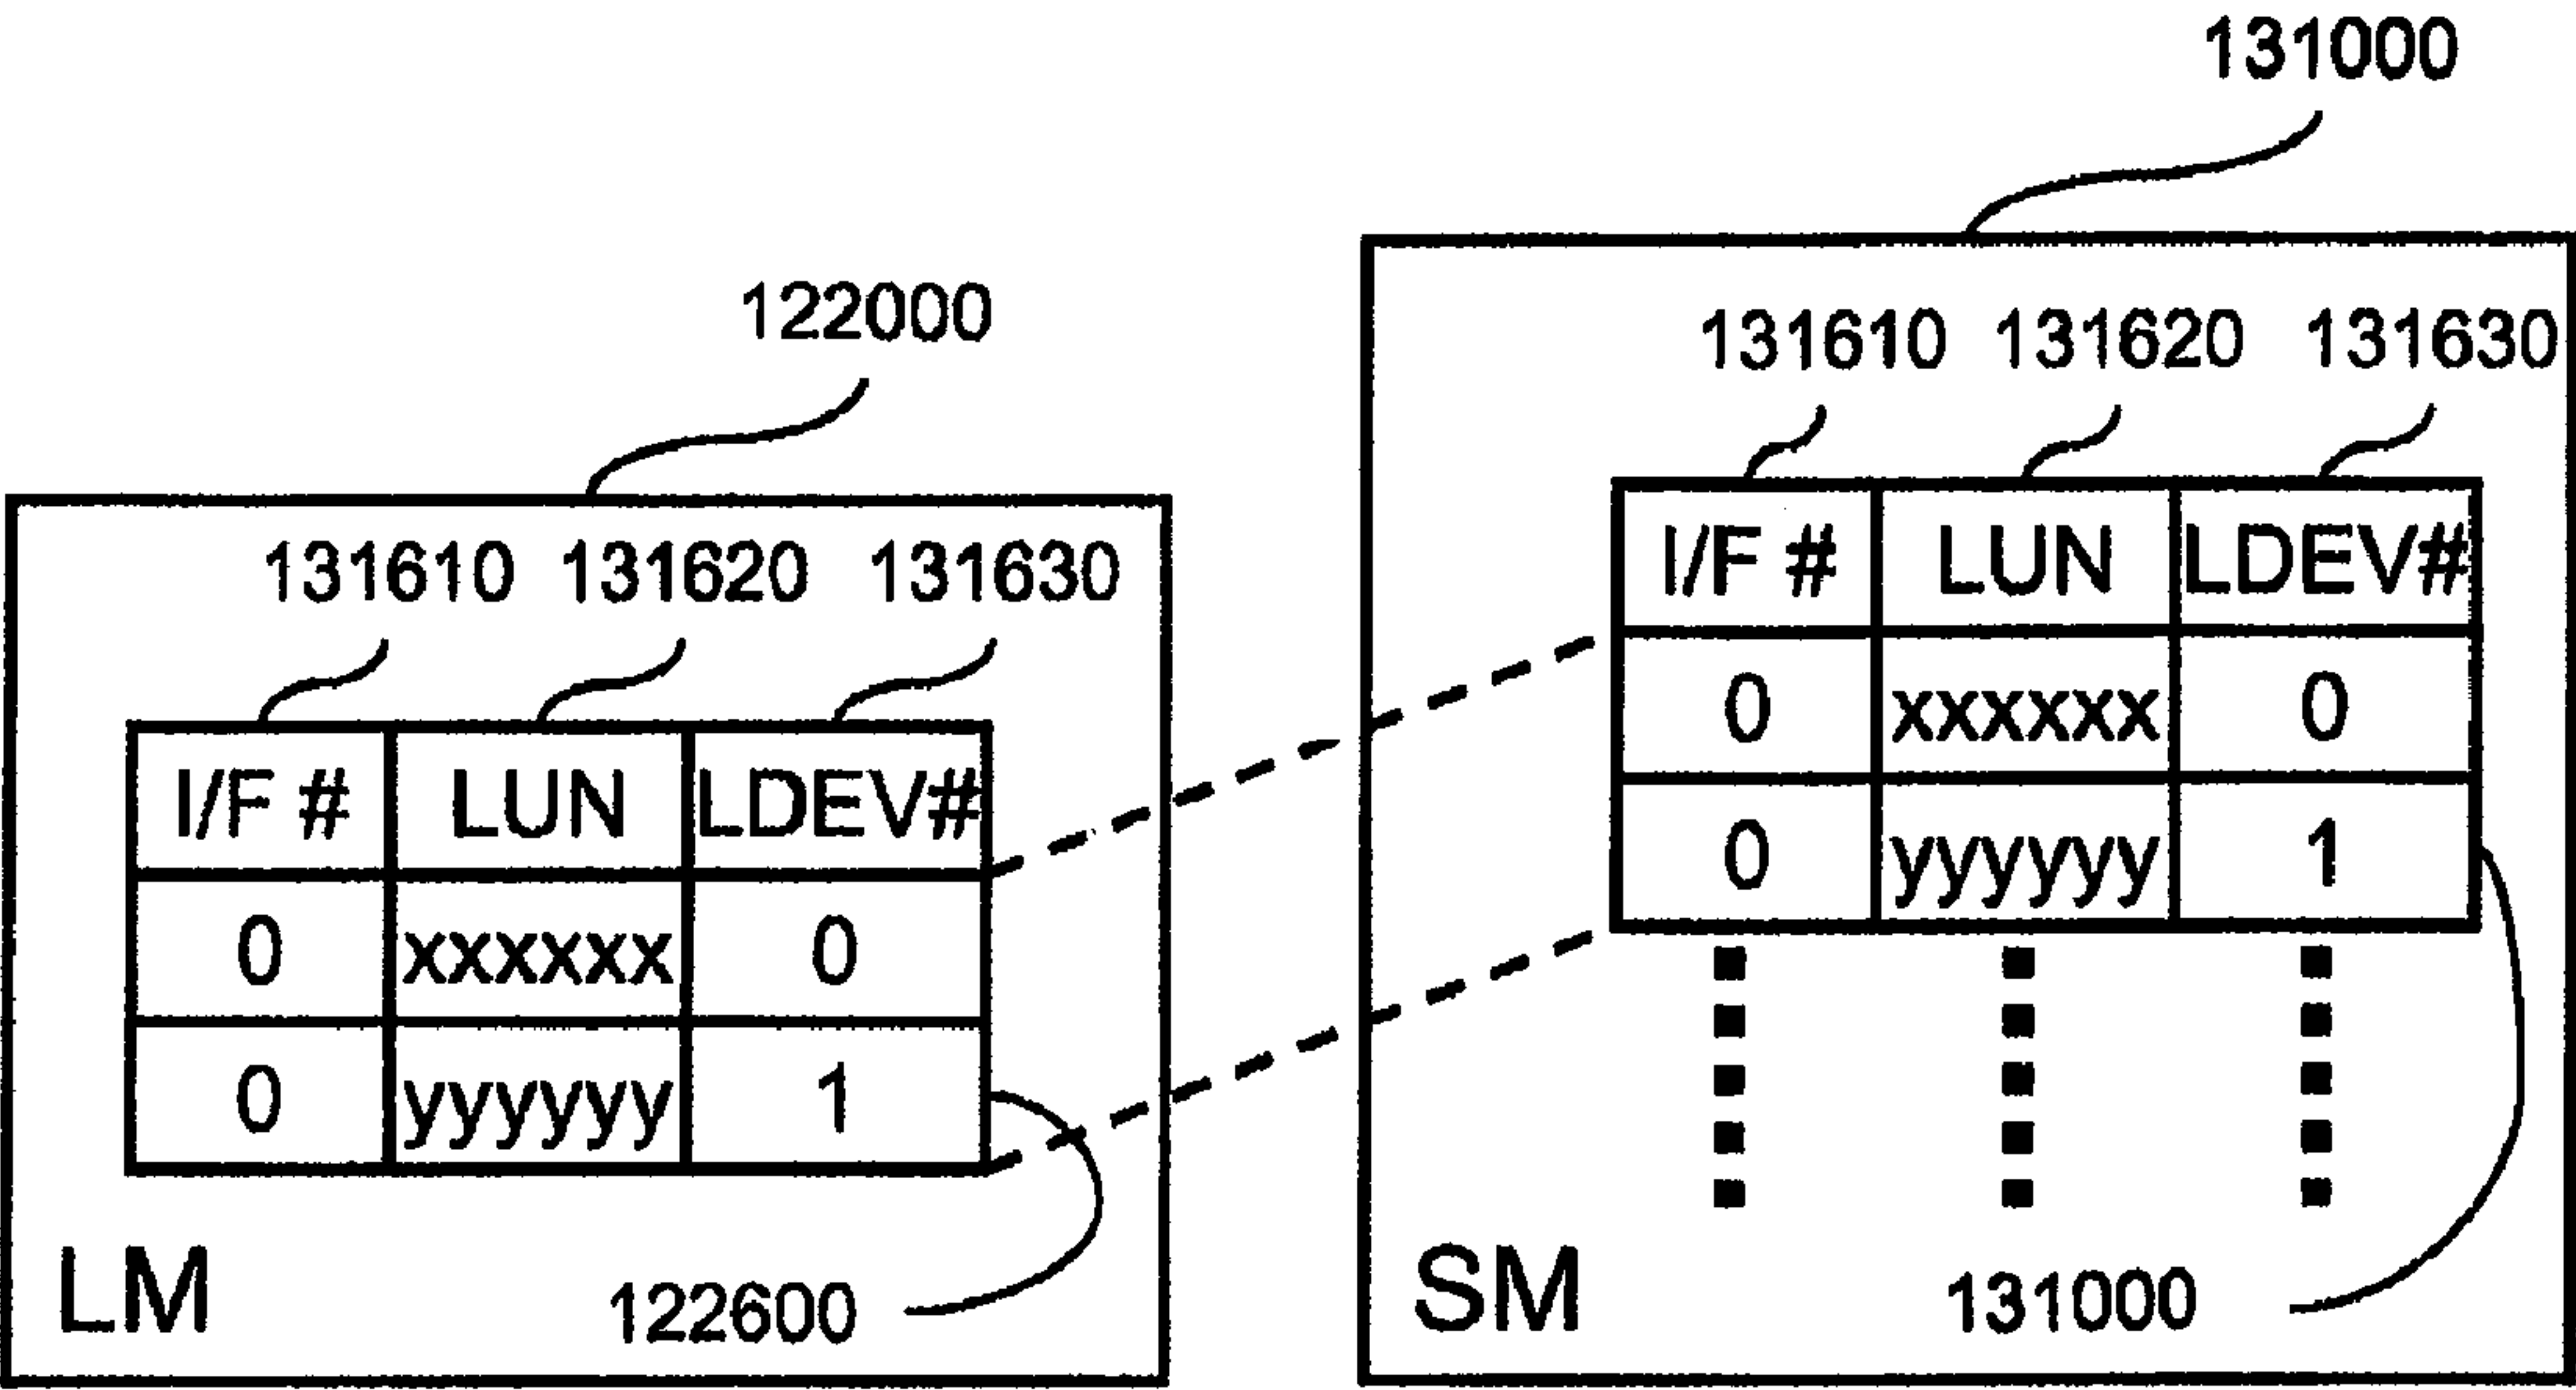 131000
122000
131610 131620 131630
I/F # LUN LDEV#
0 xxxxxx 0
0 yyyyyy 1
131610 131620 131630
I/F # LUN LDEV#
0 xxxxxx 0
0 yyyyyy 1
LM
122600
SM
131000